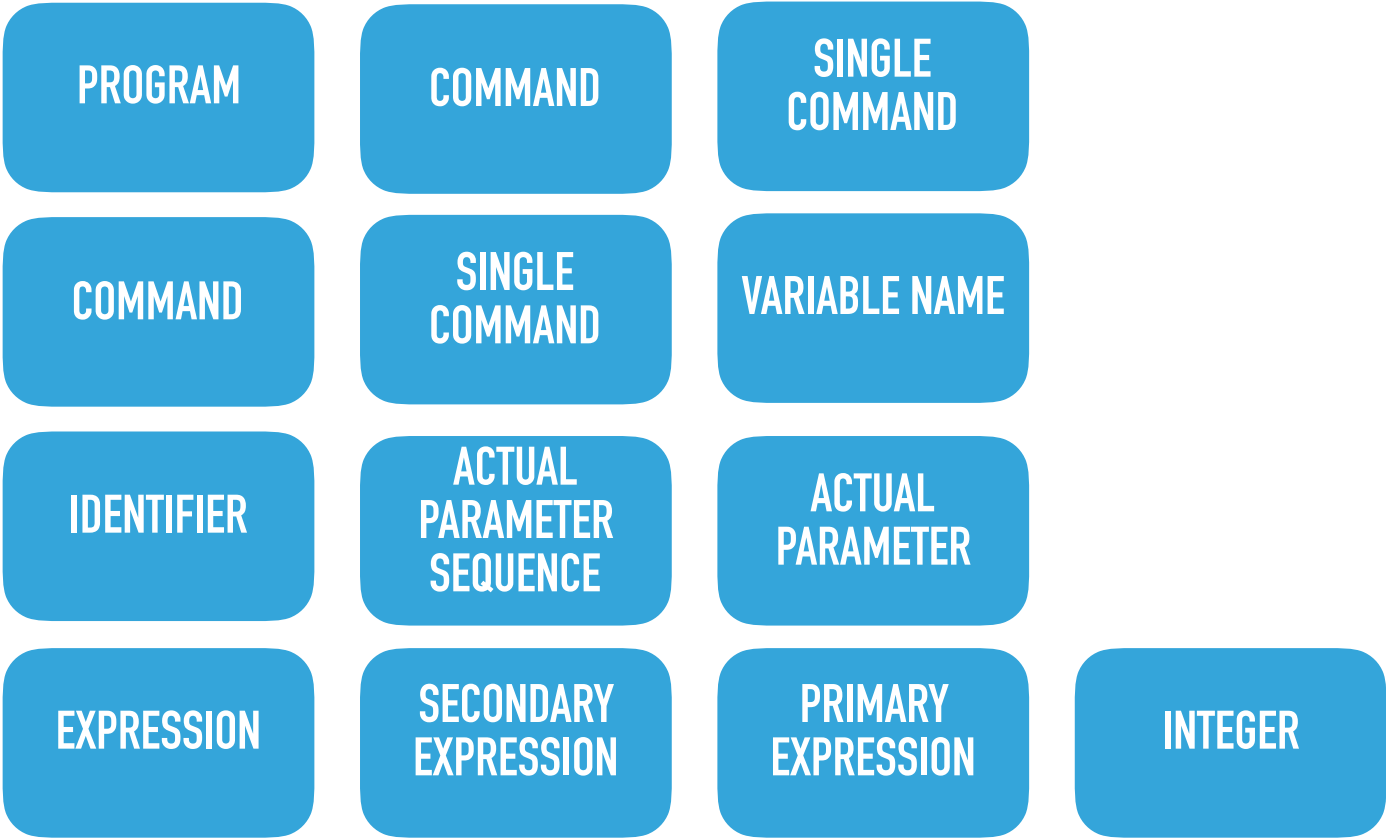 PROGRAM
COMMAND
SINGLE
COMMAND
COMMAND
SINGLE
COMMAND
VARIABLE NAME
IDENTIFIER
ACTUAL
PARAMETER
SEQUENCE
ACTUAL
PARAMETER
EXPRESSION
SECONDARY
EXPRESSION
PRIMARY
EXPRESSION
INTEGER